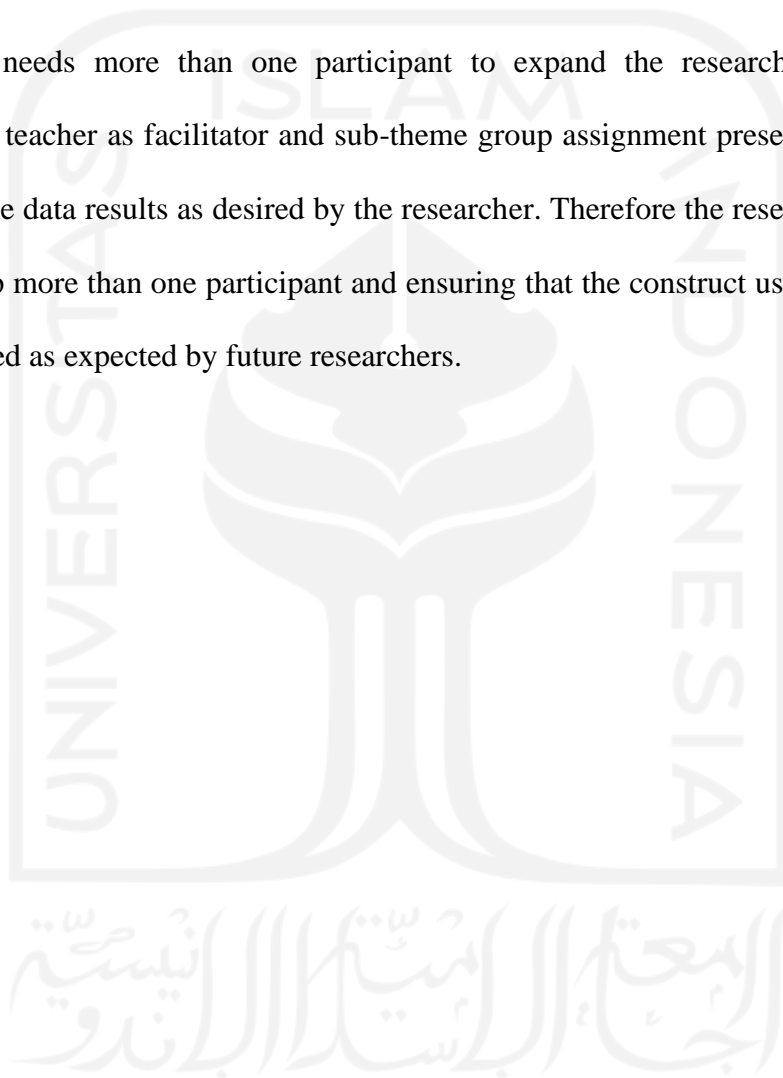 needs more than one participant to expand the research
teacher as facilitator and sub-theme group assignment prese
e data results as desired by the researcher. Therefore the rese
more than one participant and ensuring that the construct us
ed as expected by future researchers.
ISLAM
UNIVERSITAS
INDONESIA